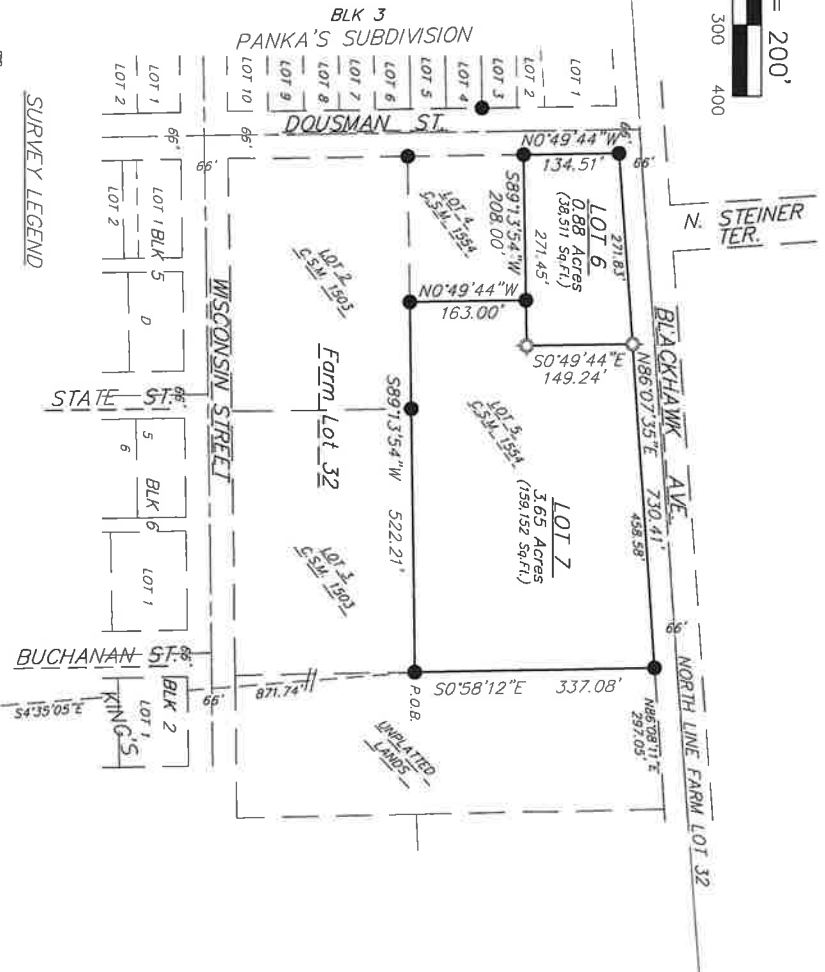 BLK 3
PANKA'S SUBDIVISION
= 200'
300
400
LOT 10
LOT 9
LOT 8
LOT 7
LOT 6
LOT 5
LOT 4
LOT 3
LOT 2
LOT 1
LOT 1
LOT 2
DOUSMAN ST.
66'
66'
66'
66'
66'
N0°49'44"W
134.51'
N. STEINER
TER.
SURVEY LEGEND
LOT 1
LOT 2
BLK 5
LOT 2
C.S.M. 1503
LOT 4
C.S.M. 1554
S89°13'54"W
208.00'
271.45'
LOT 6
0.88 Acres
(38,511 Sq.Ft.)
271.83'
N0°49'44"W
163.00'
S0°49'44"E
149.24'
BLACKHAWK AVE.
N86°07'35"E 730.41'
458.58'
D
WISCONSIN STREET
STATE ST.
66'
Farm Lot 32
S89°13'54"W 522.21'
LOT 5
C.S.M. 1554
LOT 7
3.65 Acres
(159,152 Sq.Ft.)
5
6
BLK 6
LOT 1
LOT 3
C.S.M. 1503
66'
BUCHANAN ST.
66'
S4°35'05"E
66'
871.74'
P.O.B.
S0°58'12"E 337.08'
N86°08'11"E
297.05'
NORTH LINE FARM LOT 32
BLK 2
LOT 1
KING'S
UNPLATTED
LANDS